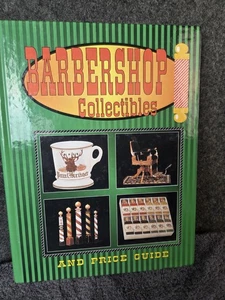 BARBERSHOP
Collectibles
AND PRICE GUIDE